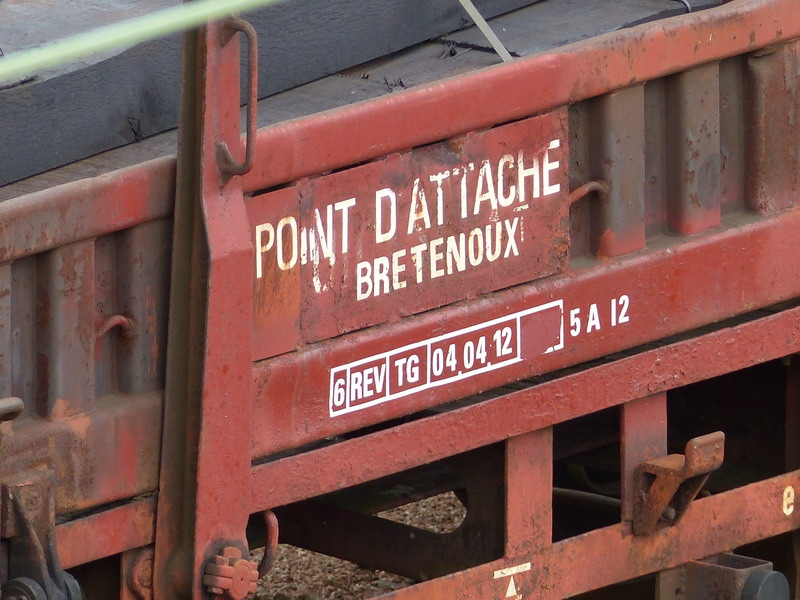 POINT D ATTACHE
BRETENOUX
6 REV TG 04.04.12 5 A 12
e